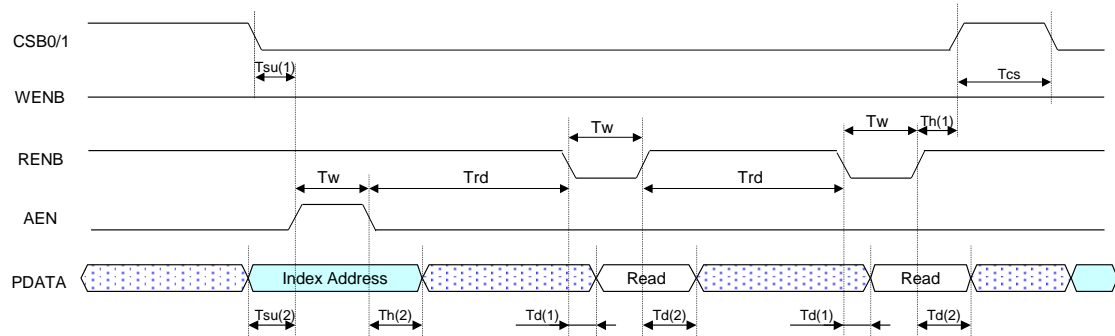 CSB0/1
Tsu(1)
Tcs
WENB
Tw
Tw
Th(1)
RENB
Tw
Trd
Trd
AEN
PDATA
Index Address
Read
Read
Tsu(2)
Th(2)
Td(1)
Td(2)
Td(1)
Td(2)